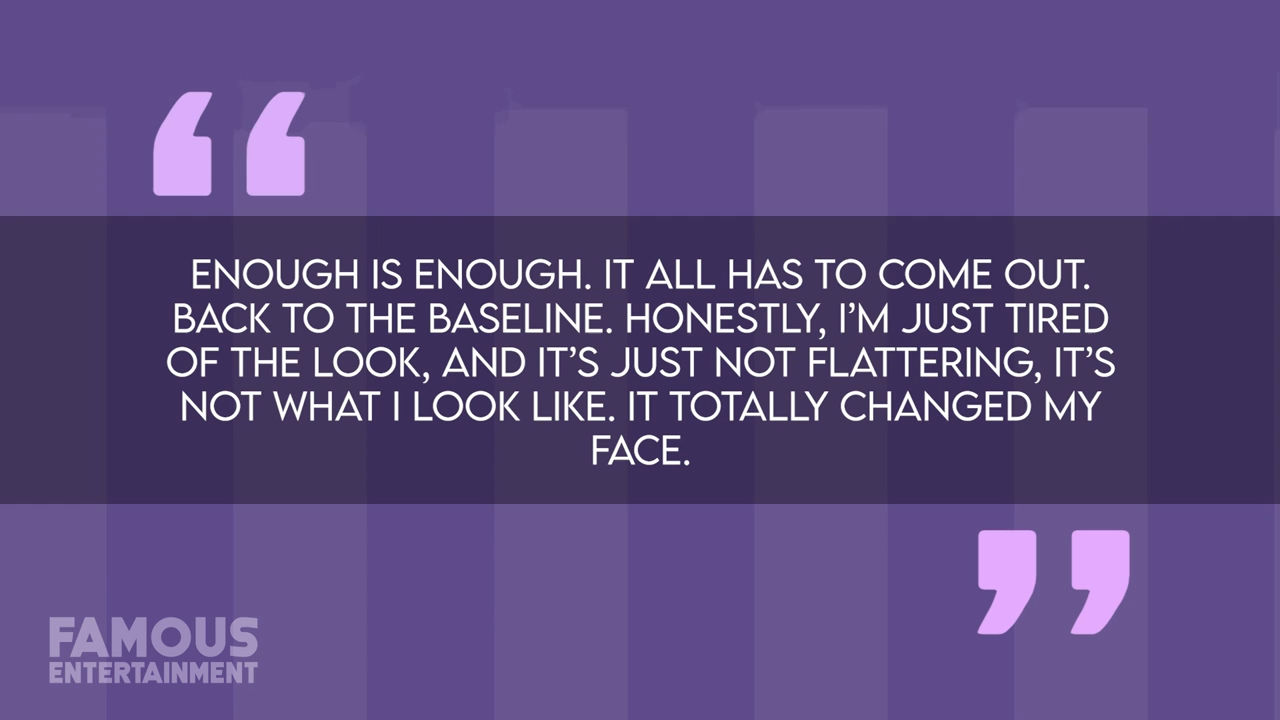 ENOUGH IS ENOUGH. IT ALL HAS TO COME OUT.
BACK TO THE BASELINE. HONESTLY, I’M JUST TIRED
OF THE LOOK, AND IT’S JUST NOT FLATTERING, IT’S
NOT WHAT I LOOK LIKE. IT TOTALLY CHANGED MY
FACE.
FAMOUS
ENTERTAINMENT